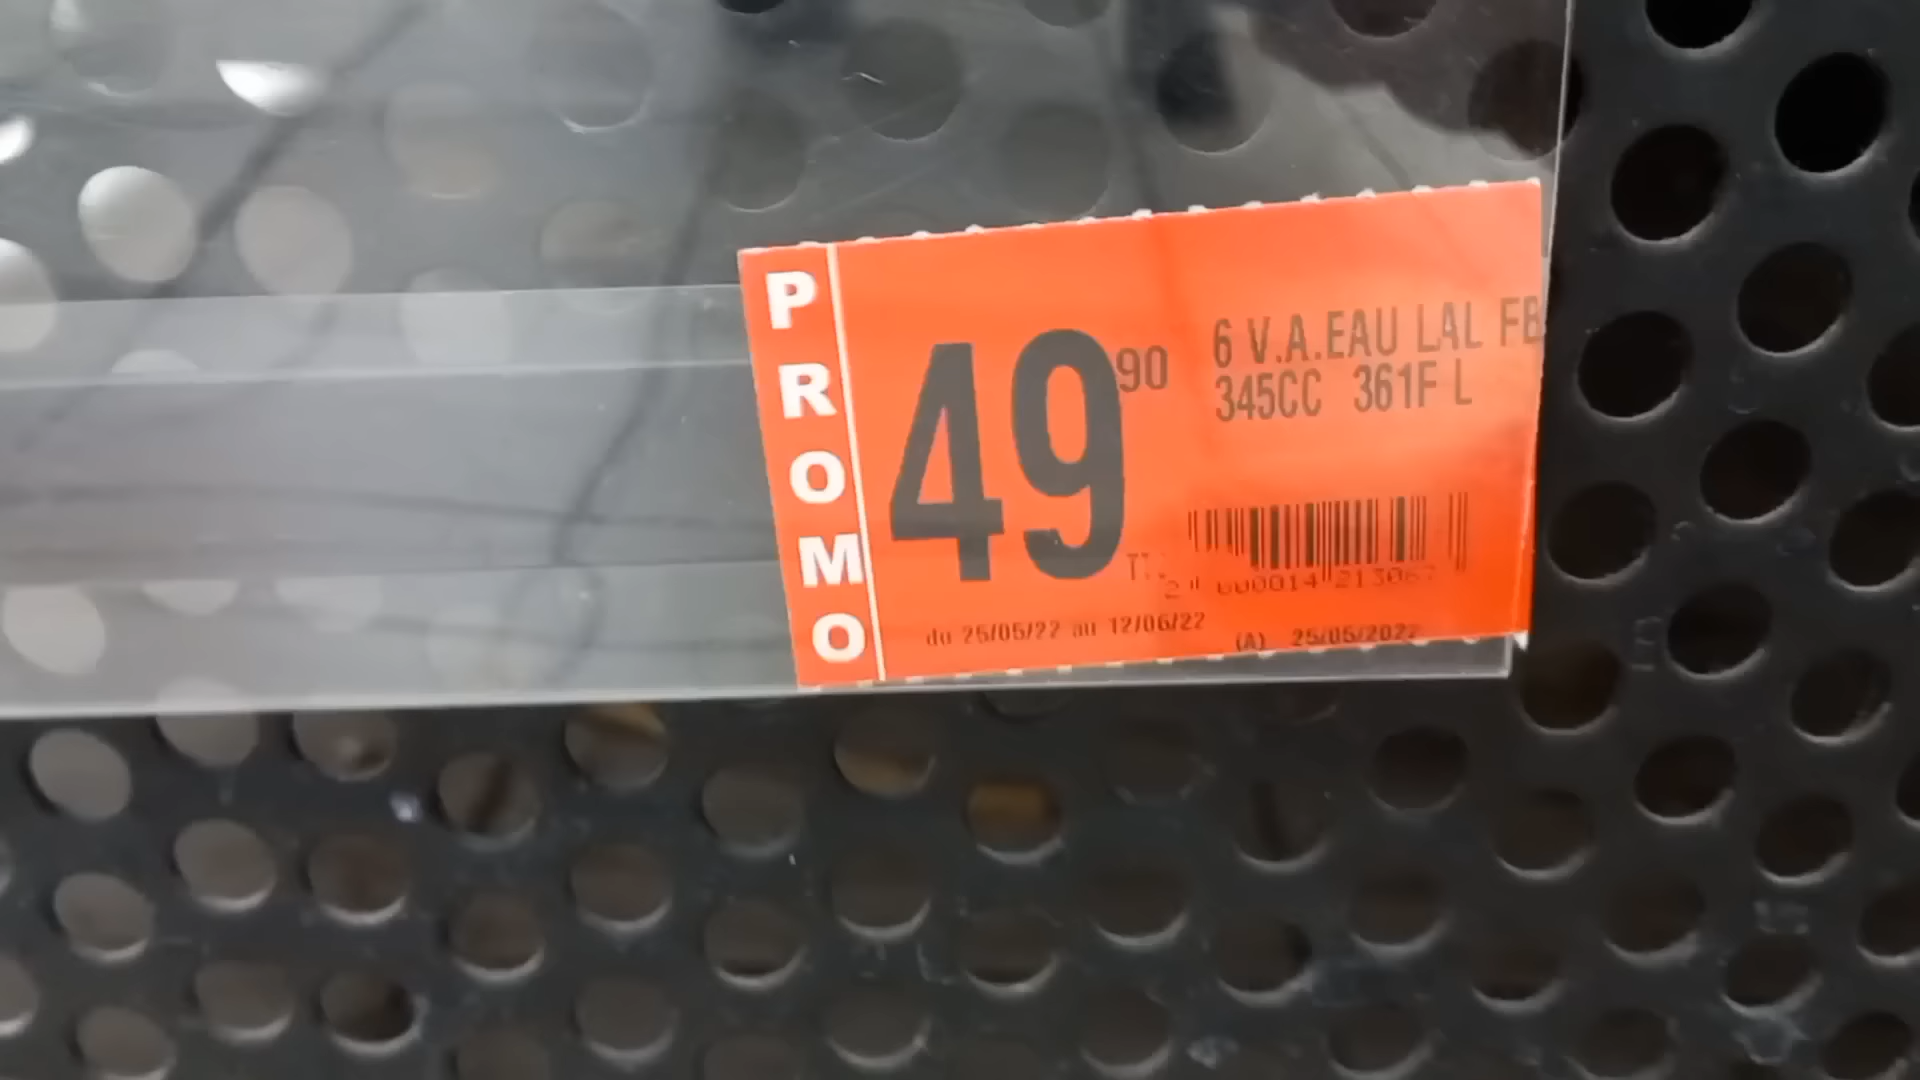 PROMO
49 90
6 V.A.EAU LAL FB
345CC 361F L
du 25/05/22 au 12/06/22
(A) 25/05/2022